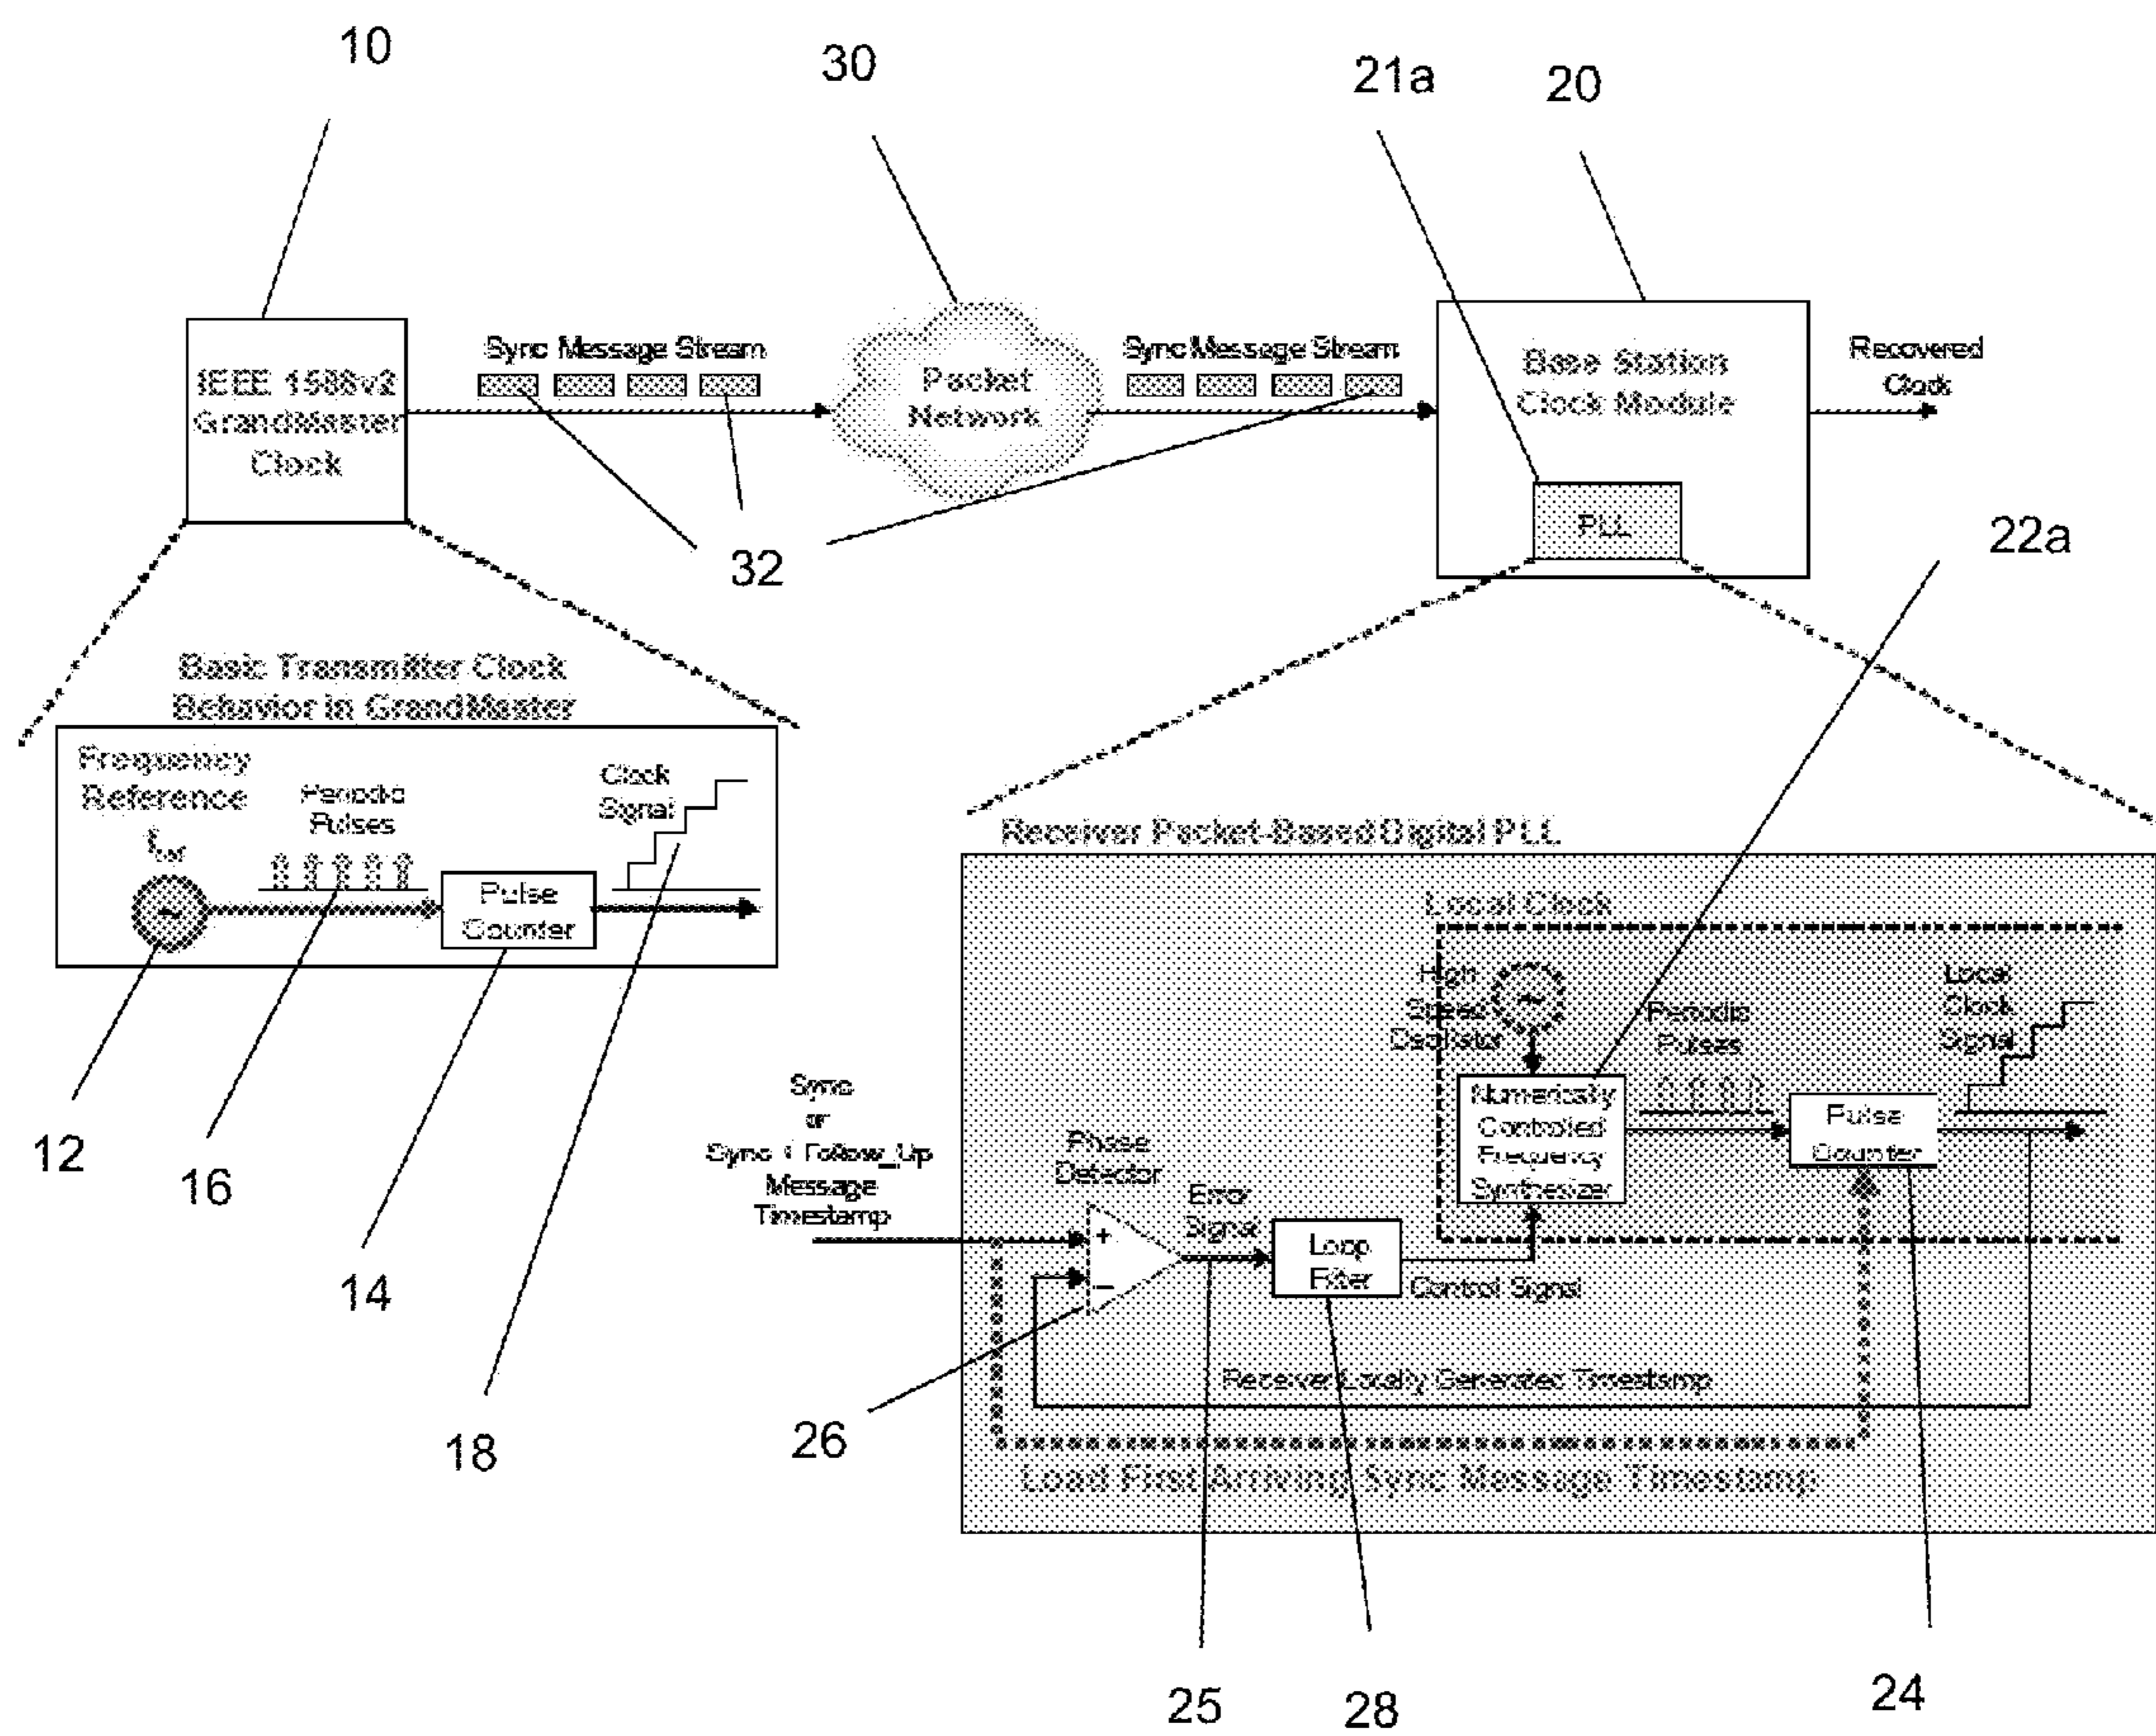 10
30
21a
20
Sync Message Stream
Sync Message Stream
IEEE 1588v2
GrandMaster
Clock
Packet
Network
Base Station
Clock Module
Recovered
Clock
PLL
32
22a
Basic Transmitter Clock
Behavior in GrandMaster
Frequency
Reference
Periodic
Pulses
Clock
Signal
~
Pulse
Counter
12
16
14
18
Receiver Packet-Based Digital PLL
Local Clock
High
Speed
Oscillator
~
Periodic
Pulses
Local
Clock
Signal
Numerically
Controlled
Frequency
Synthesizer
Pulse
Counter
Sync
or
Sync + Follow_Up
Message
Timestamp
Phase
Detector
+
−
Error
Signal
Loop
Filter
Control Signal
Receiver Locally Generated Timestamp
Load First Arriving Sync Message Timestamp
26
25
28
24